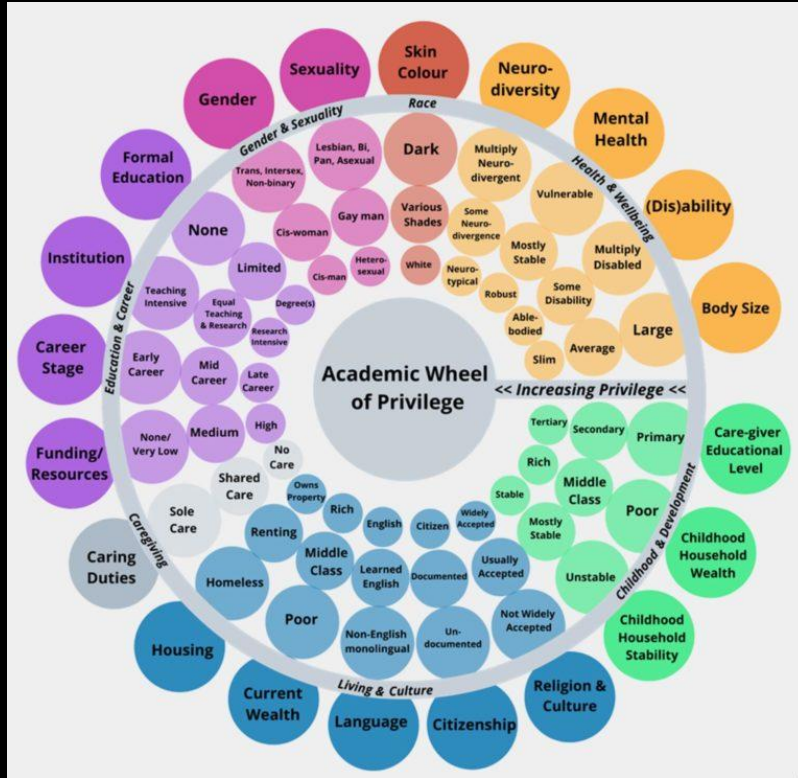 Academic Wheel
of Privilege
<< Increasing Privilege <<
Race
Skin
Colour
Dark
Various
Shades
White
Health & Wellbeing
Neuro-
diversity
Multiply
Neuro-
divergent
Some
Neuro-
divergence
Neuro-
typical
Mental
Health
Vulnerable
Mostly
Stable
Robust
(Dis)ability
Multiply
Disabled
Some
Disability
Able-
bodied
Body Size
Large
Average
Slim
Childhood & Development
Care-giver
Educational
Level
Primary
Secondary
Tertiary
Childhood
Household
Wealth
Poor
Middle
Class
Rich
Childhood
Household
Stability
Unstable
Mostly
Stable
Stable
Living & Culture
Religion &
Culture
Not Widely
Accepted
Usually
Accepted
Widely
Accepted
Citizenship
Un-
documented
Documented
Citizen
Language
Non-English
monolingual
Learned
English
English
Current
Wealth
Poor
Middle
Class
Rich
Housing
Homeless
Renting
Owns
Property
Caregiving
Caring
Duties
Sole
Care
Shared
Care
No
Care
Education & Career
Funding/
Resources
None/
Very Low
Medium
High
Career
Stage
Early
Career
Mid
Career
Late
Career
Institution
Teaching
Intensive
Equal
Teaching
& Research
Research
Intensive
Formal
Education
None
Limited
Degree(s)
Gender & Sexuality
Gender
Trans, Intersex,
Non-binary
Cis-woman
Cis-man
Sexuality
Lesbian, Bi,
Pan, Asexual
Gay man
Hetero-
sexual